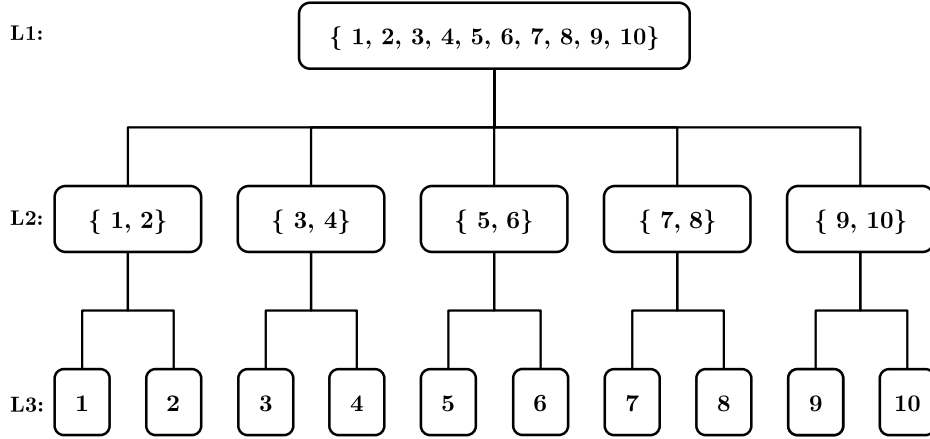 L1: { 1, 2, 3, 4, 5, 6, 7, 8, 9, 10}
L2: { 1, 2} { 3, 4} { 5, 6} { 7, 8} { 9, 10}
L3: 1 2 3 4 5 6 7 8 9 10